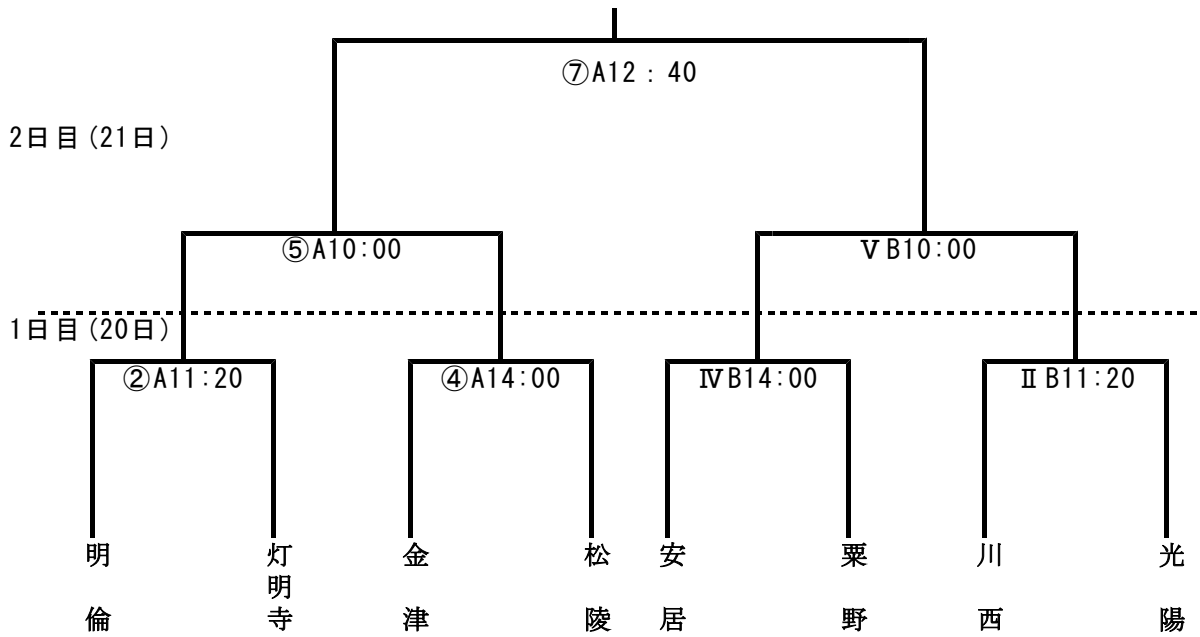 ⑦A12：40
2日目(21日)
⑤A10:00
ⅤB10:00
1日目(20日)
②A11:20
④A14:00
ⅣB14:00
ⅡB11:20
明倫
灯明寺
金津
松陵
安居
粟野
川西
光陽